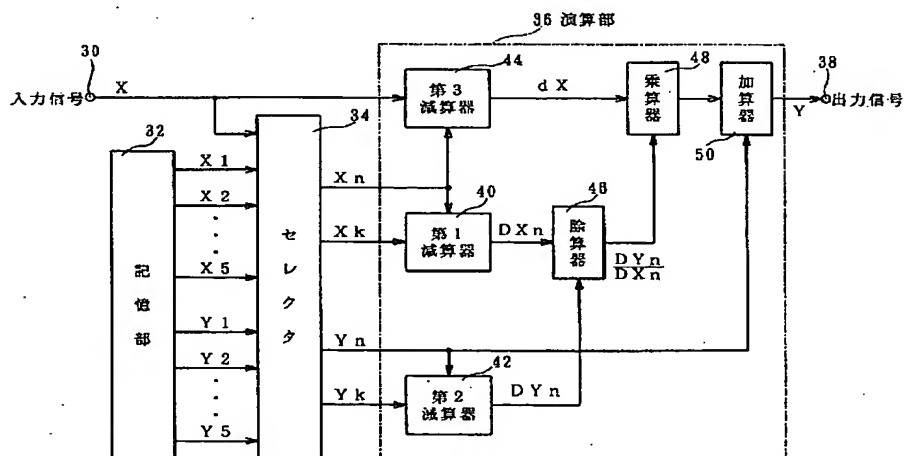 36 演算部
30
入力信号
X
44
第3
減算器
dX
48
乗算器
加算器
50
38
出力信号
Y
32
34
X1
X2
X5
Y1
Y2
Y5
記憶部
セレクタ
Xn
Xk
40
第1
減算器
DXn
46
除算器
DYn
DXn
Yn
Yk
42
第2
減算器
DYn